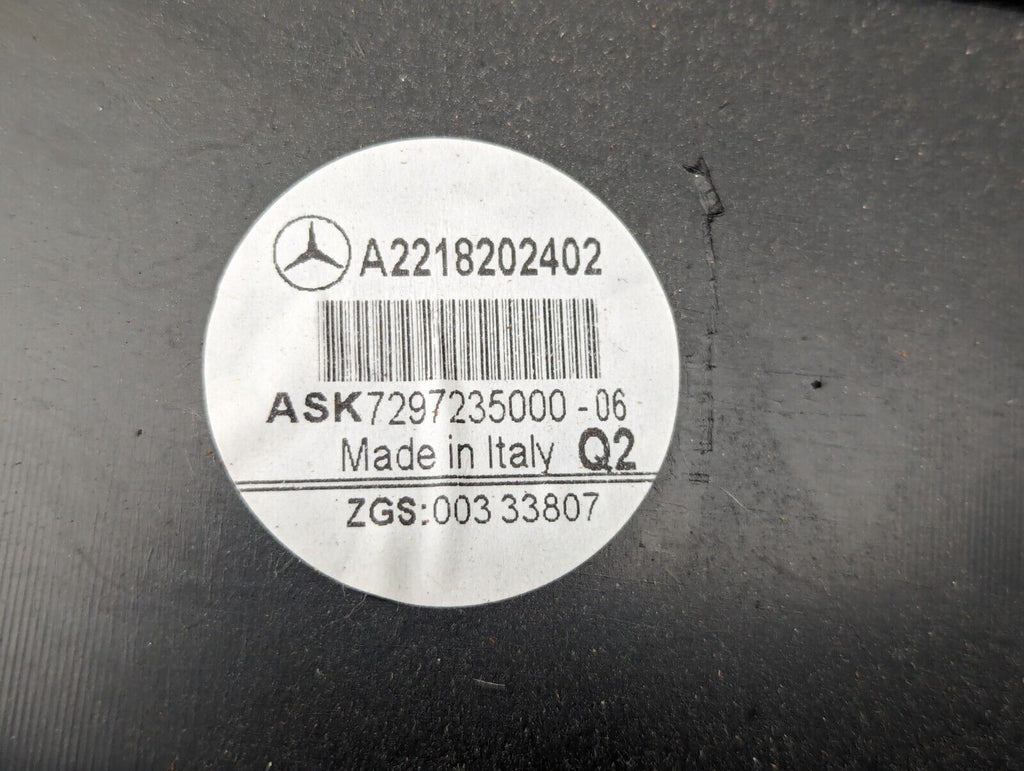 A2218202402
ASK7297235000-06
Made in Italy Q2
ZGS:003 33807